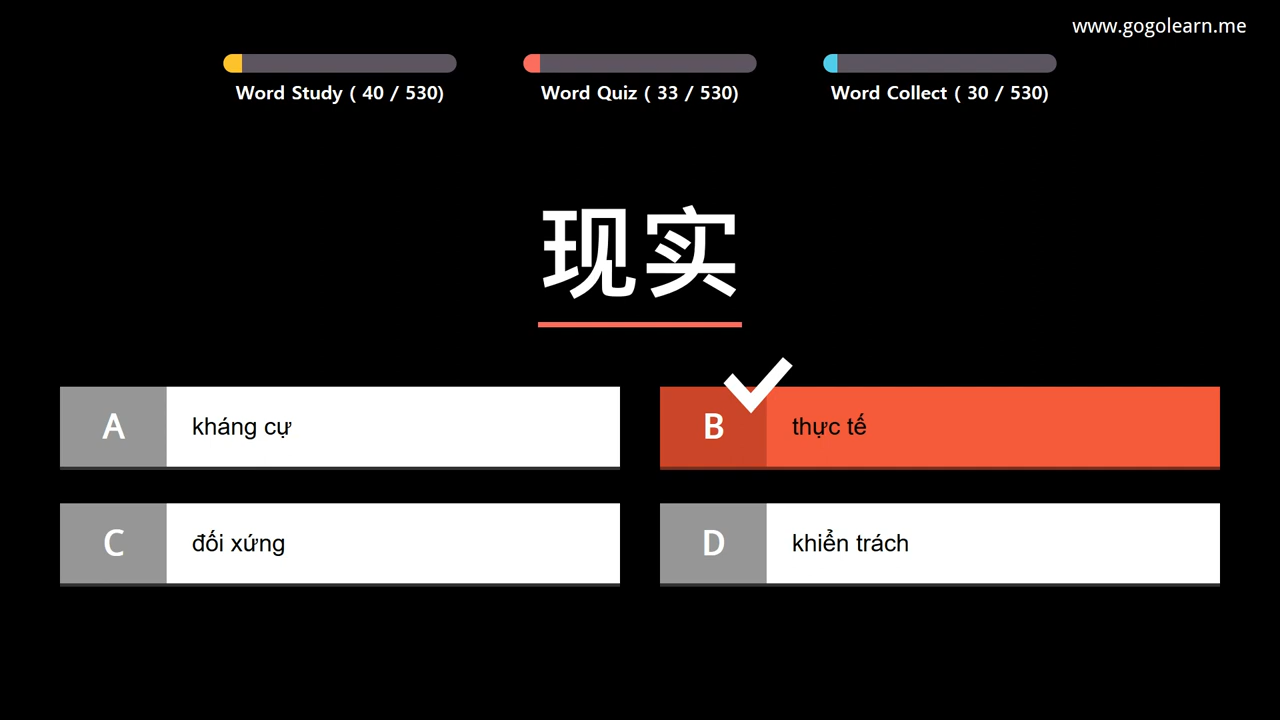 www.gogolearn.me
Word Study ( 40 / 530)
Word Quiz ( 33 / 530)
Word Collect ( 30 / 530)
现实
A
kháng cự
B
thực tế
C
đối xứng
D
khiển trách